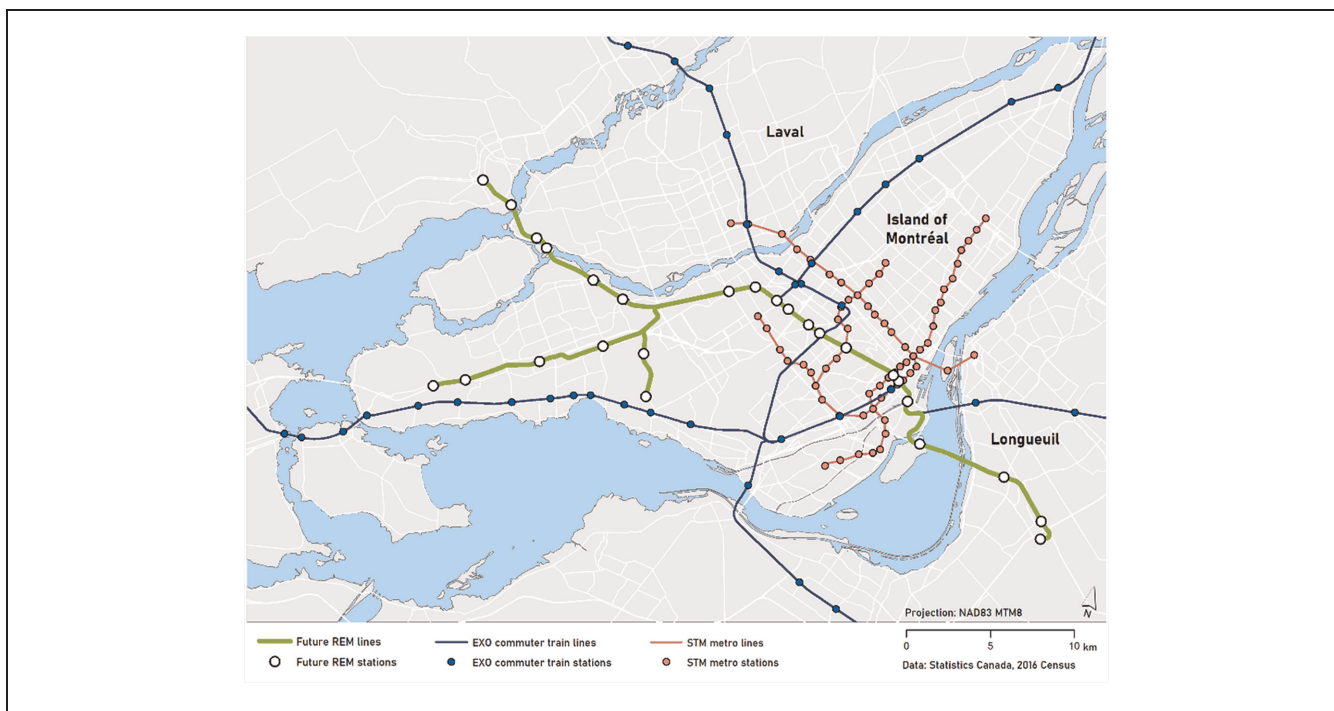 Laval
Island of
Montréal
Longueuil
Projection: NAD83 MTM8
N
Future REM lines
EXO commuter train lines
STM metro lines
0 5 10 km
Future REM stations
EXO commuter train stations
STM metro stations
Data: Statistics Canada, 2016 Census